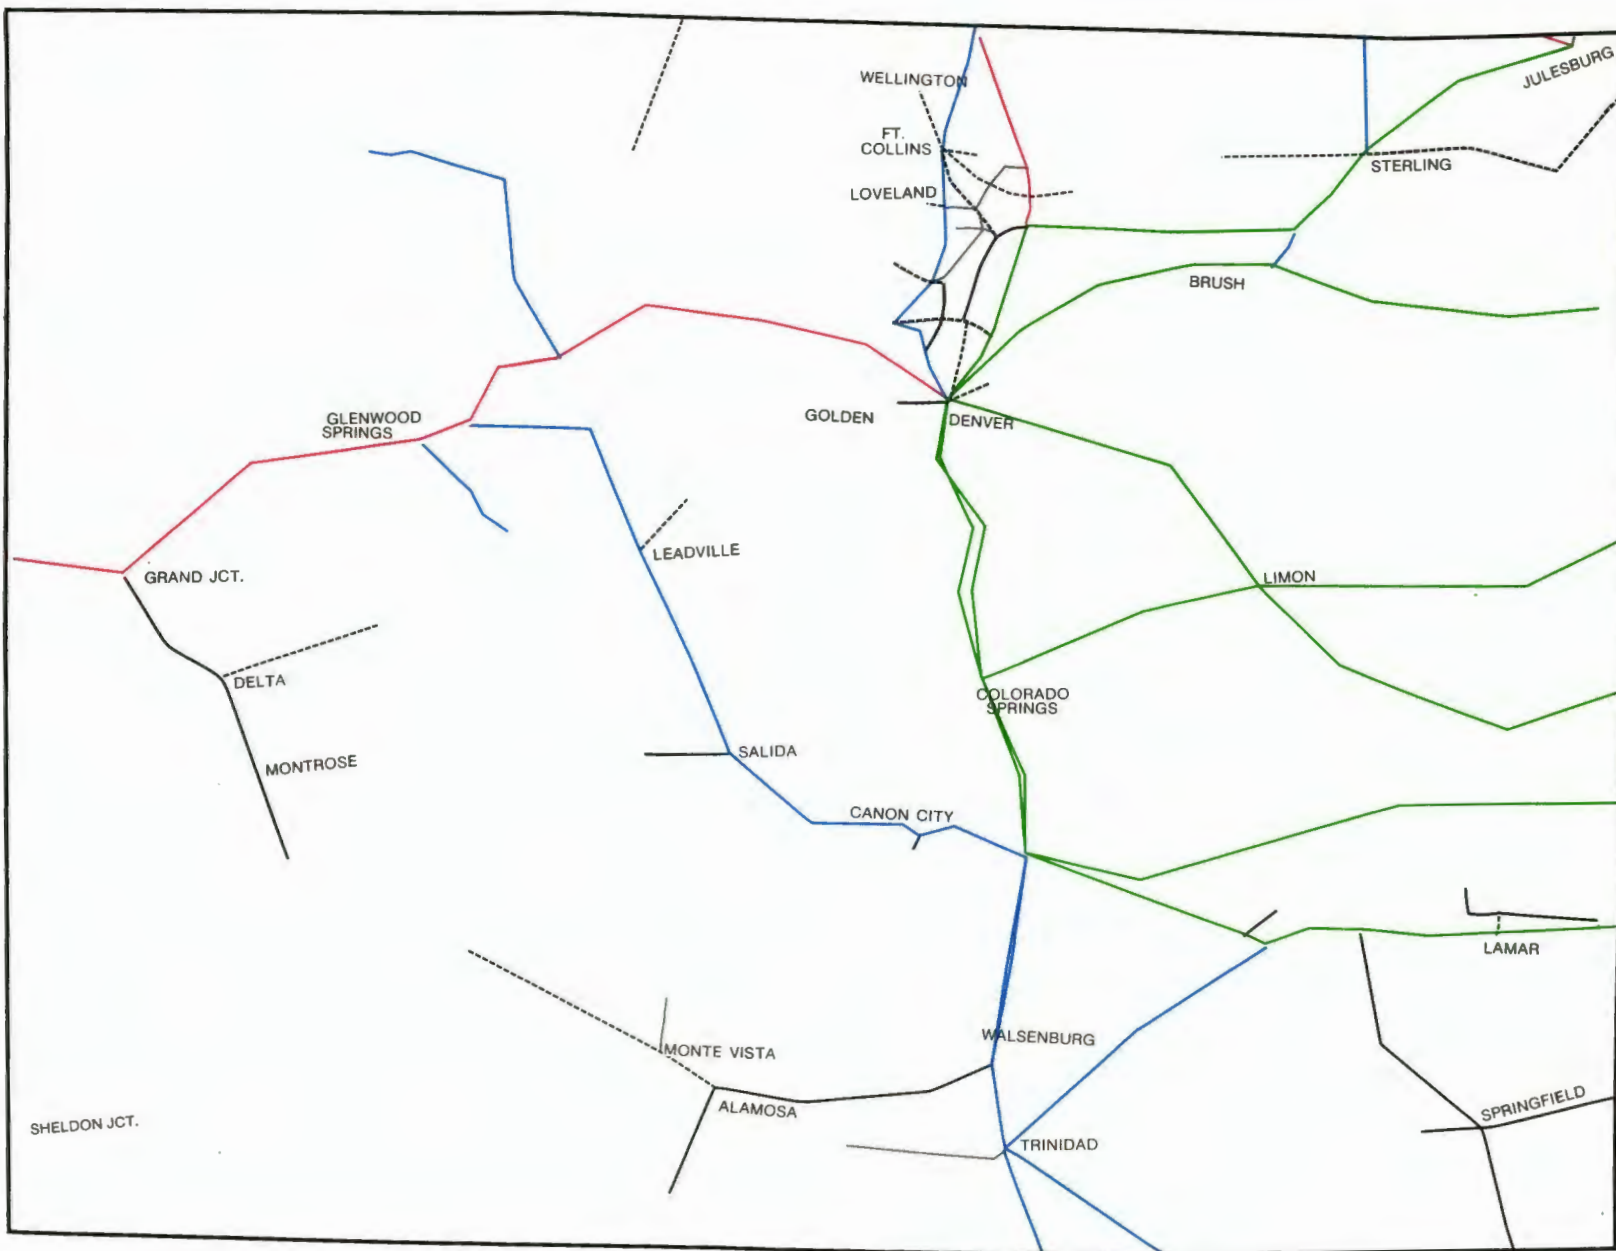 WELLINGTON
JULESBURG
FT.
COLLINS
STERLING
LOVELAND
BRUSH
GLENWOOD
SPRINGS
GOLDEN
DENVER
LEADVILLE
GRAND JCT.
LIMON
DELTA
COLORADO
SPRINGS
MONTROSE
SALIDA
CANON CITY
LAMAR
WALSENBURG
MONTE VISTA
ALAMOSA
SPRINGFIELD
SHELDON JCT.
TRINIDAD